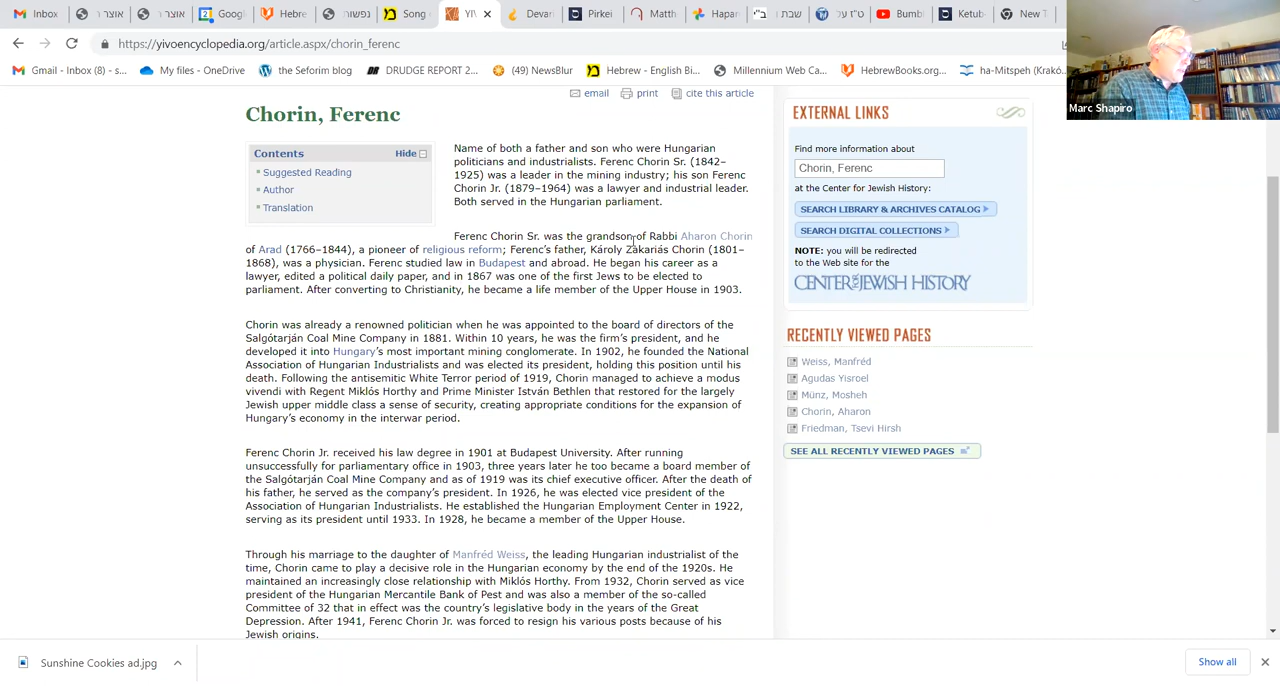 Inbox
אוצר ר
אוצר ר
Goog
Hebre
נפשות
Song
YI
Devar
Pirkei
Matth
Hapar
שבת ו
ט"ז על
Bumb
Ketub
New T
https://yivoencyclopedia.org/article.aspx/chorin_ferenc
Gmail - Inbox (8) - s...
My files - OneDrive
the Seforim blog
DRUDGE REPORT 2...
(49) NewsBlur
Hebrew - English Bi...
Millennium Web Ca...
HebrewBooks.org...
ha-Mitspeh (Krakó.
Marc Shapiro
email print cite this article
Chorin, Ferenc
Contents Hide
Suggested Reading
Author
Translation
Name of both a father and son who were Hungarian
politicians and industrialists. Ferenc Chorin Sr. (1842–
1925) was a leader in the mining industry; his son Ferenc
Chorin Jr. (1879–1964) was a lawyer and industrial leader.
Both served in the Hungarian parliament.
Ferenc Chorin Sr. was the grandson of Rabbi Aharon Chorin
of Arad (1766–1844), a pioneer of religious reform; Ferenc's father, Károly Zakariás Chorin (1801–
1868), was a physician. Ferenc studied law in Budapest and abroad. He began his career as a
lawyer, edited a political daily paper, and in 1867 was one of the first Jews to be elected to
parliament. After converting to Christianity, he became a life member of the Upper House in 1903.
Chorin was already a renowned politician when he was appointed to the board of directors of the
Salgótarján Coal Mine Company in 1881. Within 10 years, he was the firm's president, and he
developed it into Hungary's most important mining conglomerate. In 1902, he founded the National
Association of Hungarian Industrialists and was elected its president, holding this position until his
death. Following the antisemitic White Terror period of 1919, Chorin managed to achieve a modus
vivendi with Regent Miklós Horthy and Prime Minister István Bethlen that restored for the largely
Jewish upper middle class a sense of security, creating appropriate conditions for the expansion of
Hungary's economy in the interwar period.
Ferenc Chorin Jr. received his law degree in 1901 at Budapest University. After running
unsuccessfully for parliamentary office in 1903, three years later he too became a board member of
the Salgótarján Coal Mine Company and as of 1919 was its chief executive officer. After the death of
his father, he served as the company's president. In 1926, he was elected vice president of the
Association of Hungarian Industrialists. He established the Hungarian Employment Center in 1922,
serving as its president until 1933. In 1928, he became a member of the Upper House.
Through his marriage to the daughter of Manfréd Weiss, the leading Hungarian industrialist of the
time, Chorin came to play a decisive role in the Hungarian economy by the end of the 1920s. He
maintained an increasingly close relationship with Miklós Horthy. From 1932, Chorin served as vice
president of the Hungarian Mercantile Bank of Pest and was also a member of the so-called
Committee of 32 that in effect was the country's legislative body in the years of the Great
Depression. After 1941, Ferenc Chorin Jr. was forced to resign his various posts because of his
Jewish origins.
EXTERNAL LINKS
Find more information about
Chorin, Ferenc
at the Center for Jewish History:
SEARCH LIBRARY & ARCHIVES CATALOG
SEARCH DIGITAL COLLECTIONS
NOTE: you will be redirected
to the Web site for the
CENTER FOR JEWISH HISTORY
RECENTLY VIEWED PAGES
Weiss, Manfréd
Agudas Yisroel
Münz, Mosheh
Chorin, Aharon
Friedman, Tsevi Hirsh
SEE ALL RECENTLY VIEWED PAGES
Sunshine Cookies ad.jpg
Show all